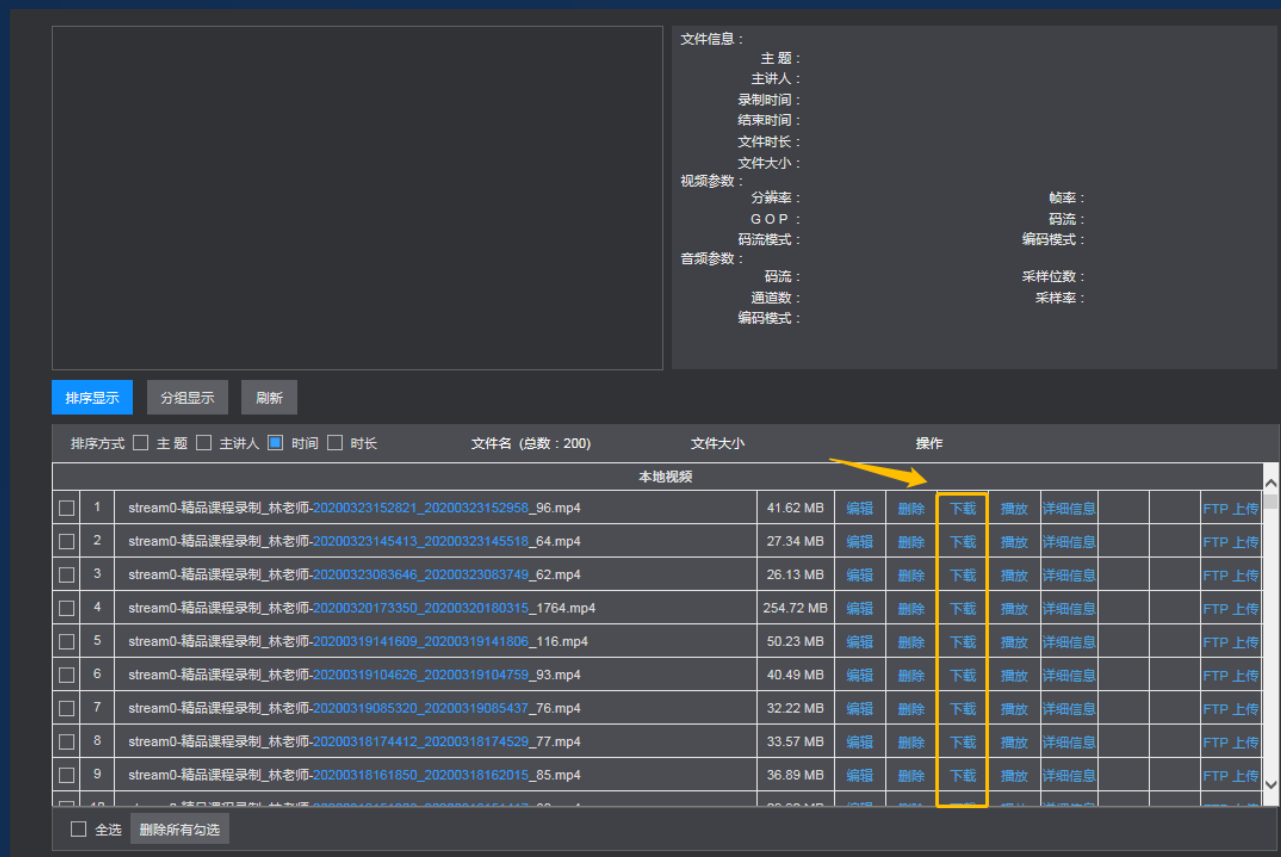 文件信息：
主 题：
主讲人：
录制时间：
结束时间：
文件时长：
文件大小：
视频参数：
分辨率： 帧率：
G O P ： 码流：
码流模式： 编码模式：
音频参数：
码流： 采样位数：
通道数： 采样率：
编码模式：
排序显示 分组显示 刷新
排序方式 主 题 主讲人 时间 时长 文件名 (总数：200) 文件大小 操作
本地视频
1 stream0-精品课程录制_林老师-20200323152821_20200323152958_96.mp4 41.62 MB 编辑 删除 下载 播放 详细信息 FTP 上传
2 stream0-精品课程录制_林老师-20200323145413_20200323145518_64.mp4 27.34 MB 编辑 删除 下载 播放 详细信息 FTP 上传
3 stream0-精品课程录制_林老师-20200323083646_20200323083749_62.mp4 26.13 MB 编辑 删除 下载 播放 详细信息 FTP 上传
4 stream0-精品课程录制_林老师-20200320173350_20200320180315_1764.mp4 254.72 MB 编辑 删除 下载 播放 详细信息 FTP 上传
5 stream0-精品课程录制_林老师-20200319141609_20200319141806_116.mp4 50.23 MB 编辑 删除 下载 播放 详细信息 FTP 上传
6 stream0-精品课程录制_林老师-20200319104626_20200319104759_93.mp4 40.49 MB 编辑 删除 下载 播放 详细信息 FTP 上传
7 stream0-精品课程录制_林老师-20200319085320_20200319085437_76.mp4 32.22 MB 编辑 删除 下载 播放 详细信息 FTP 上传
8 stream0-精品课程录制_林老师-20200318174412_20200318174529_77.mp4 33.57 MB 编辑 删除 下载 播放 详细信息 FTP 上传
9 stream0-精品课程录制_林老师-20200318161850_20200318162015_85.mp4 36.89 MB 编辑 删除 下载 播放 详细信息 FTP 上传
全选 删除所有勾选